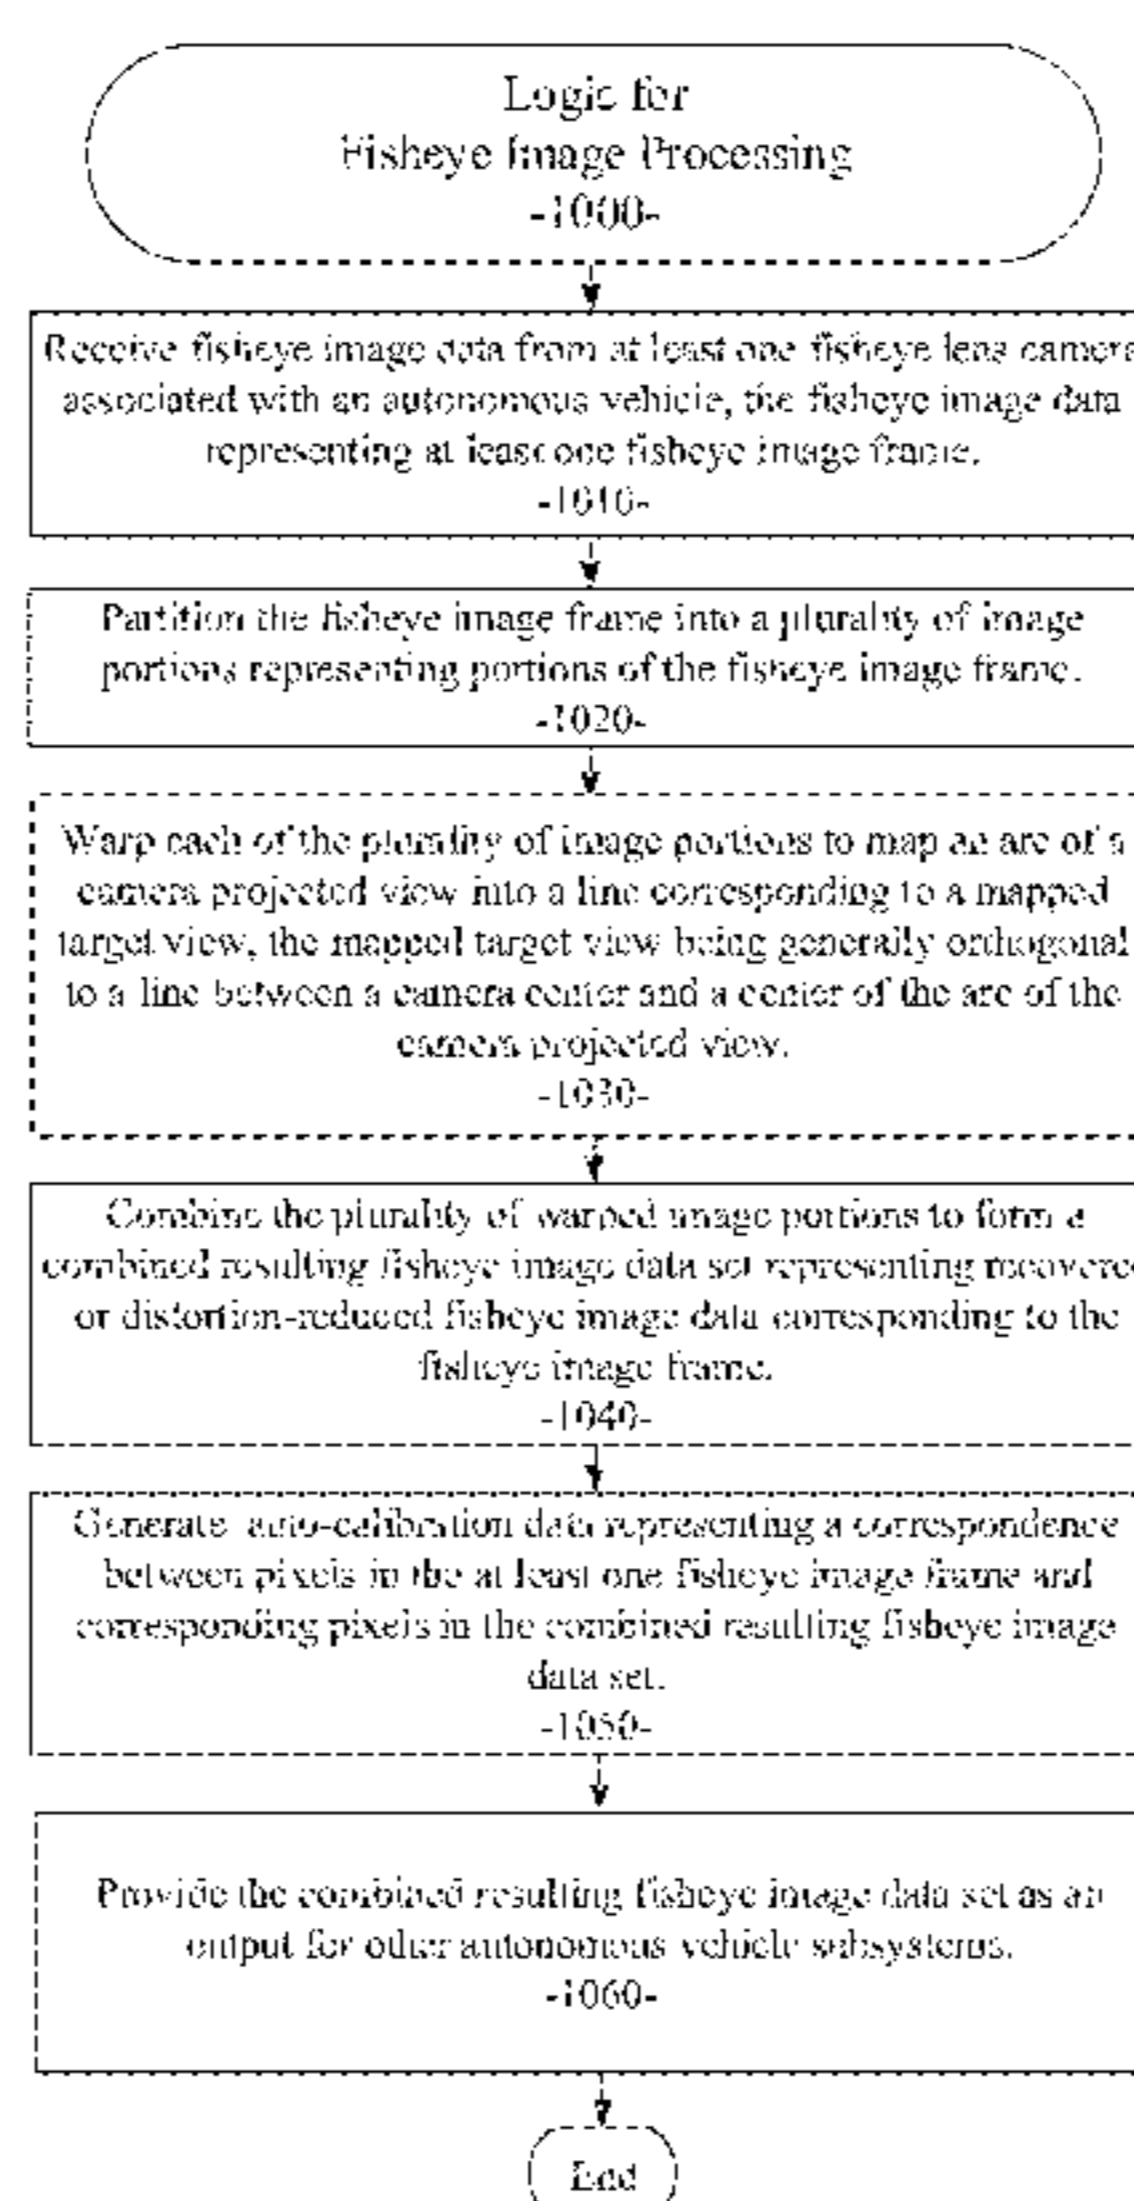 Logic for
Fisheye Image Processing
-1000-
Receive fisheye image data from at least one fisheye lens camera
associated with an autonomous vehicle, the fisheye image data
representing at least one fisheye image frame.
-1010-
Partition the fisheye image frame into a plurality of image
portions representing portions of the fisheye image frame.
-1020-
Warp each of the plurality of image portions to map an arc of a
camera projected view into a line corresponding to a mapped
target view, the mapped target view being generally orthogonal
to a line between a camera center and a center of the arc of the
camera projected view.
-1030-
Combine the plurality of warped image portions to form a
combined resulting fisheye image data set representing recovere
or distortion-reduced fisheye image data corresponding to the
fisheye image frame.
-1040-
Generate auto-calibration data representing a correspondence
between pixels in the at least one fisheye image frame and
corresponding pixels in the combined resulting fisheye image
data set.
-1050-
Provide the combined resulting fisheye image data set as an
output for other autonomous vehicle subsystems.
-1060-
End